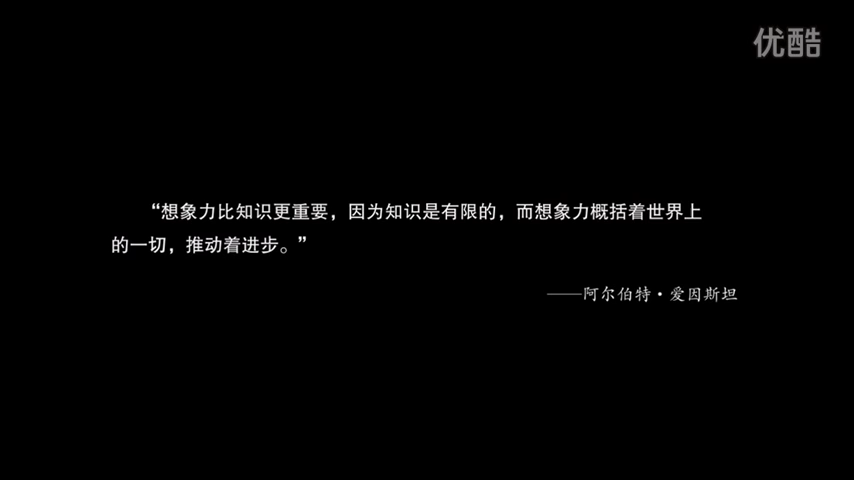 优酷
“想象力比知识更重要，因为知识是有限的，而想象力概括着世界上
的一切，推动着进步。”
——阿尔伯特·爱因斯坦